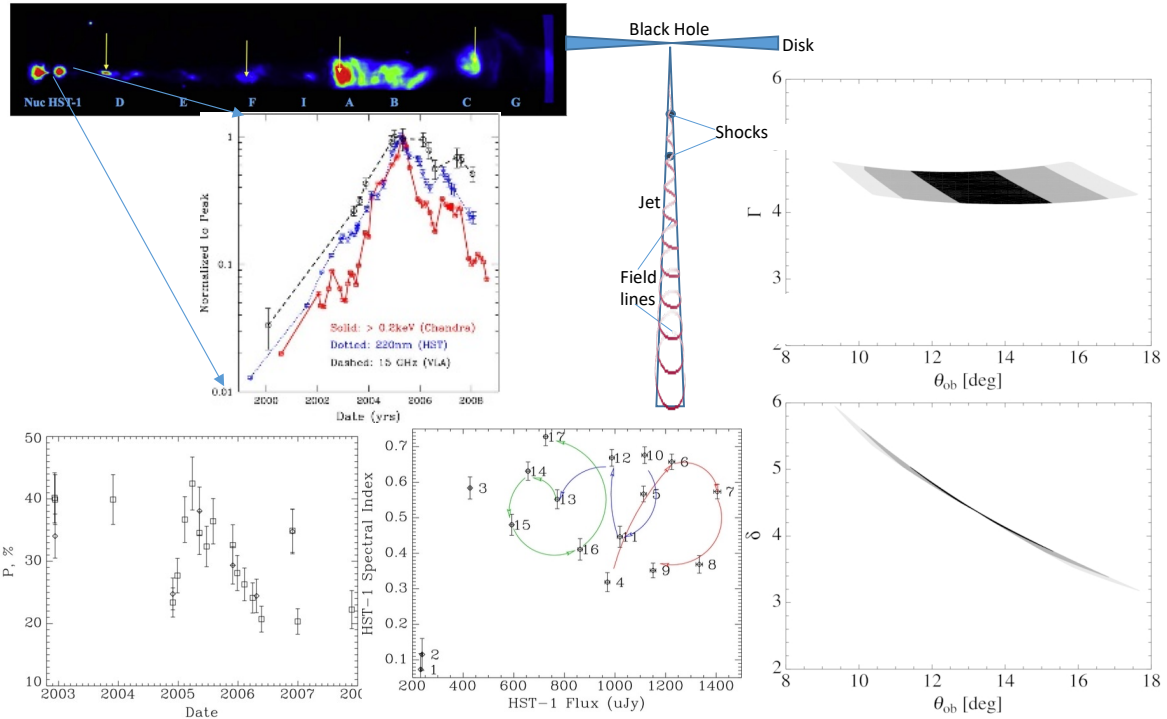 Nuc HST-1 D E F I A B C G
Black Hole
Disk
Shocks
Jet
Field
lines
Normalized to Peak
1
0.1
0.01
Solid: > 0.2keV (Chandra)
Dotted: 220nm (HST)
Dashed: 15 GHz (VLA)
2000 2002 2004 2006 2008
Date (yrs)
Γ
6
5
4
3
2
8 10 12 14 16 18
θob [deg]
P, %
50
40
30
20
10
2003 2004 2005 2006 2007 200
Date
HST-1 Spectral Index
0.7
0.6
0.5
0.4
0.3
0.2
0.1
17
12 10 6
14
3 13 5 7
15
16 11
4 9 8
2
1
200 400 600 800 1000 1200 1400
HST-1 Flux (uJy)
δ
6
5
4
3
2
8 10 12 14 16 18
θob [deg]